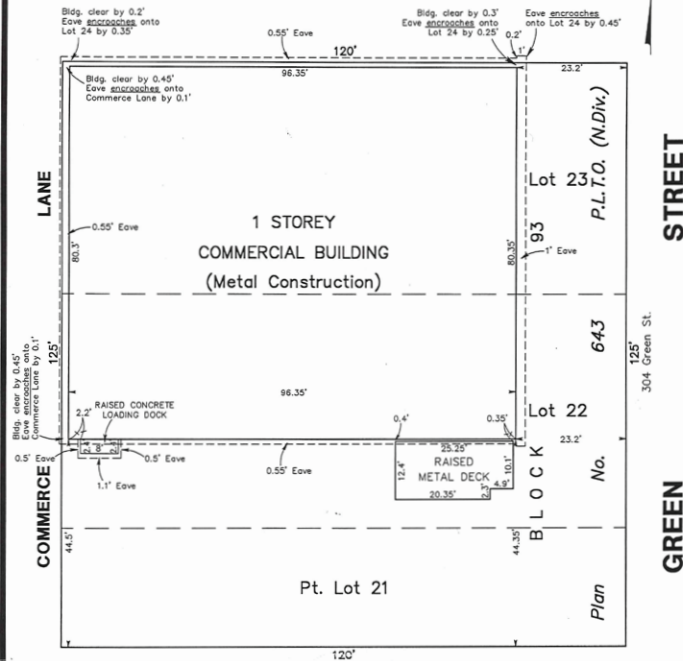 Bldg. clear by 0.2'
Eave encroaches onto
Lot 24 by 0.35'
0.55' Eave
120'
Bldg. clear by 0.3'
Eave encroaches onto
Lot 24 by 0.25'
0.2'
1'
Eave encroaches
onto Lot 24 by 0.45'
96.35'
23.2'
Bldg. clear by 0.45'
Eave encroaches onto
Commerce Lane by 0.1'
LANE
0.55' Eave
80.3'
1 STOREY
COMMERCIAL BUILDING
(Metal Construction)
80.35'
Lot 23
93
1' Eave
P.L.T.O. (N.Div.)
STREET
125'
Bldg. clear by 0.45'
Eave encroaches onto
Commerce Lane by 0.1'
643
125'
304 Green St.
96.35'
2.2'
RAISED CONCRETE
LOADING DOCK
0.4'
0.35'
Lot 22
23.2'
0.5' Eave
8'
0.5' Eave
1.1' Eave
0.55' Eave
25.25'
RAISED
METAL DECK
12.4'
10.1'
4.9'
2.3'
20.35'
BLOCK
No.
COMMERCE
44.5'
44.35'
Pt. Lot 21
Plan
GREEN
120'